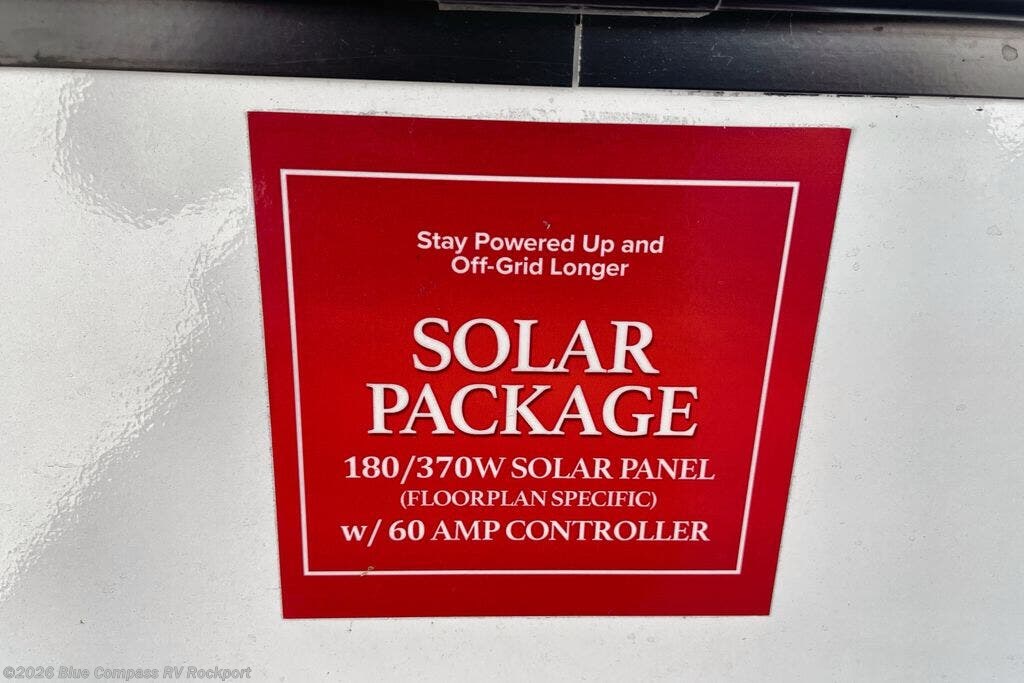 Stay Powered Up and
Off-Grid Longer
SOLAR
PACKAGE
180/370W SOLAR PANEL
(FLOORPLAN SPECIFIC)
w/ 60 AMP CONTROLLER
©2026 Blue Compass RV Rockport